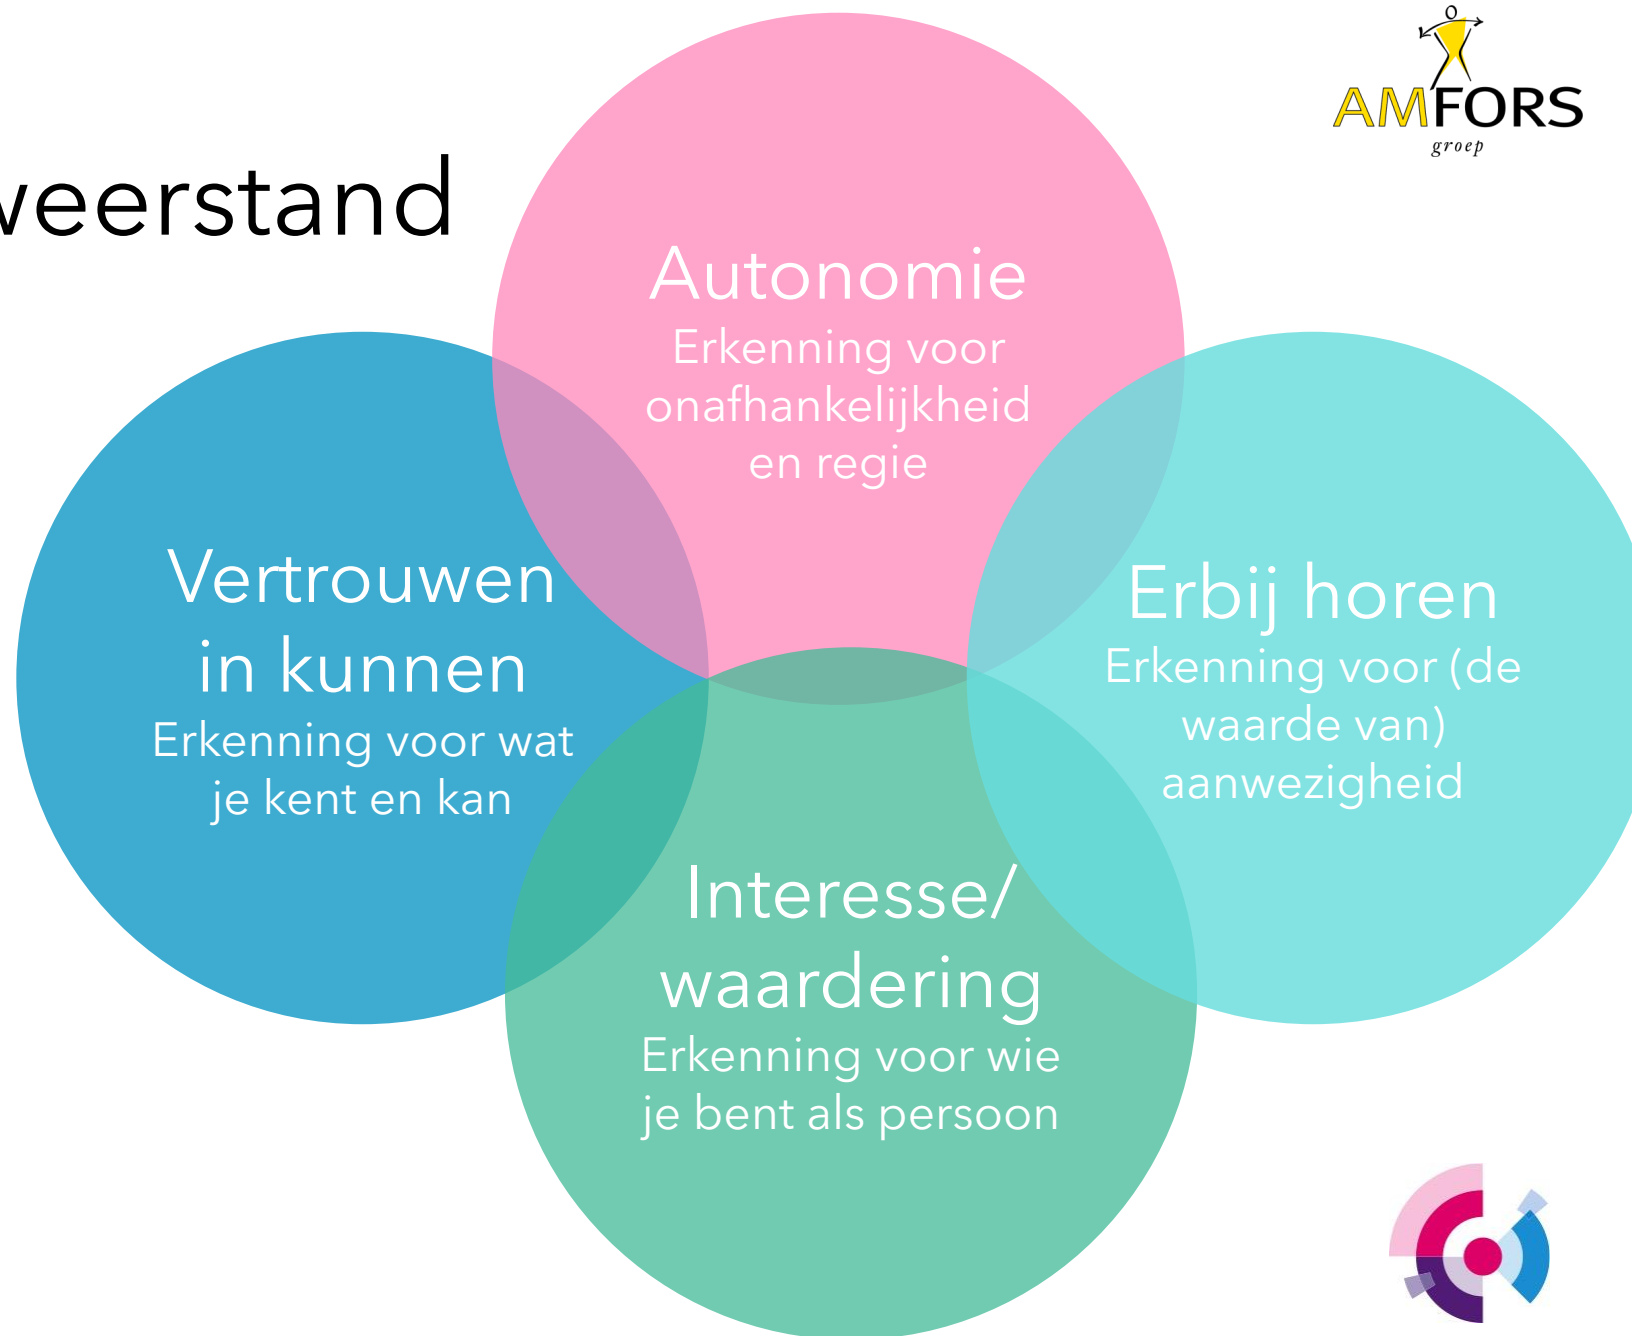 AMFORS
groep
weerstand
Autonomie
Erkenning voor
onafhankelijkheid
en regie
Vertrouwen
in kunnen
Erkenning voor wat
je kent en kan
Erbij horen
Erkenning voor (de
waarde van)
aanwezigheid
Interesse/
waardering
Erkenning voor wie
je bent als persoon